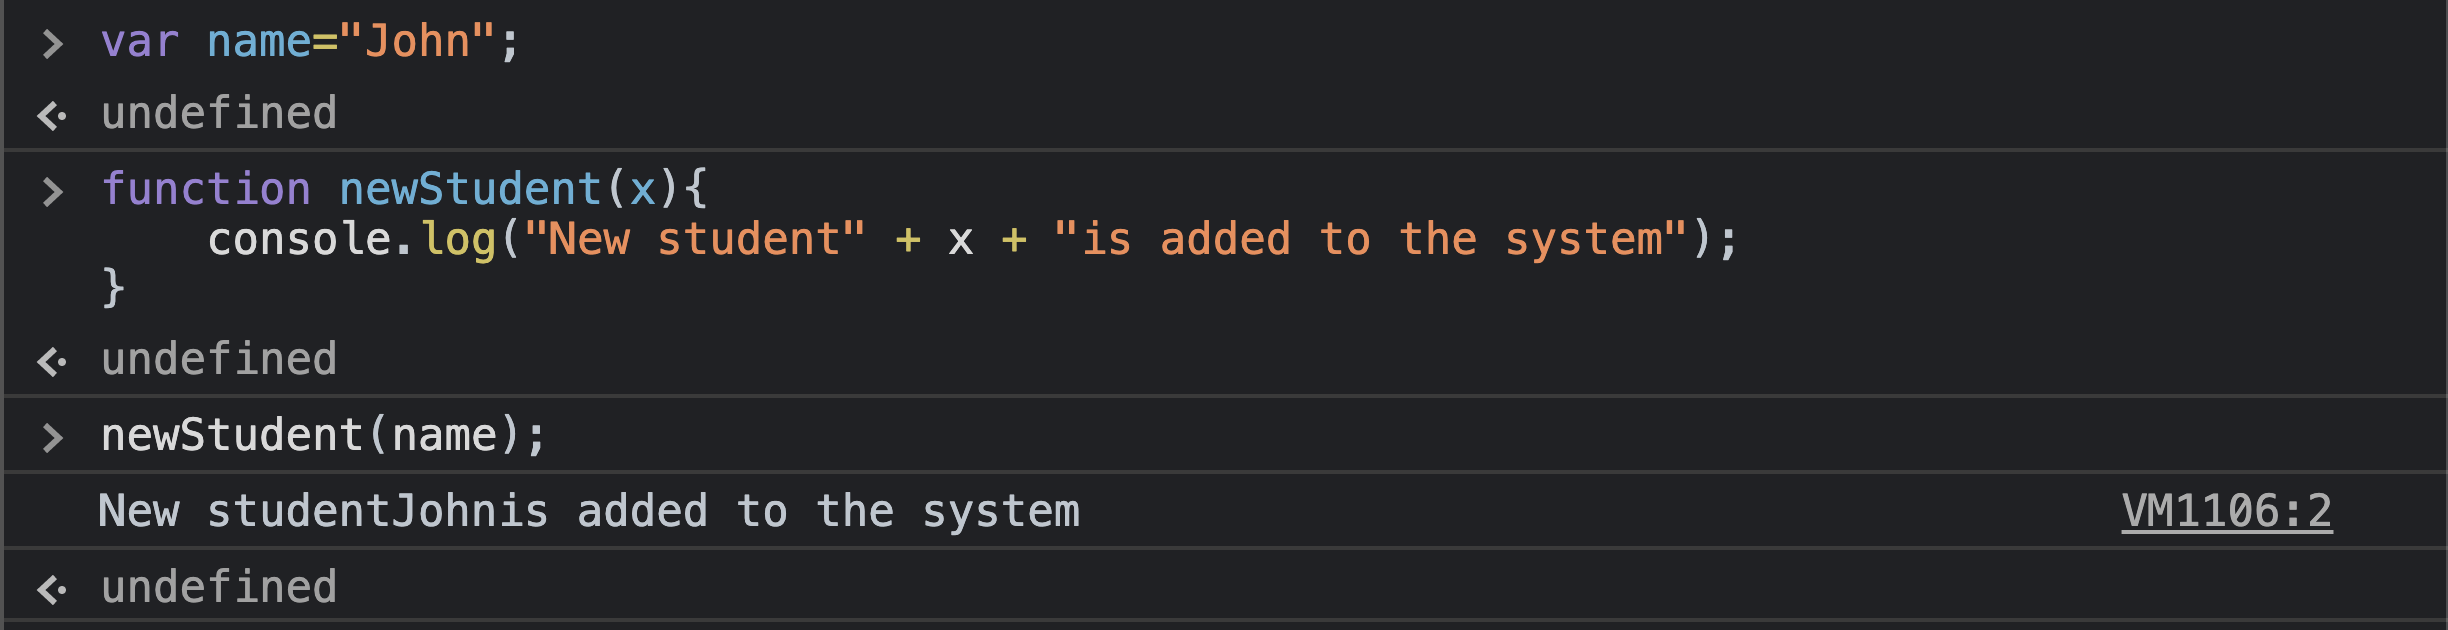 > var name="John";
<· undefined
> function newStudent(x){
    console.log("New student" + x + "is added to the system");
}
<· undefined
> newStudent(name);
New studentJohnis added to the system VM1106:2
<· undefined